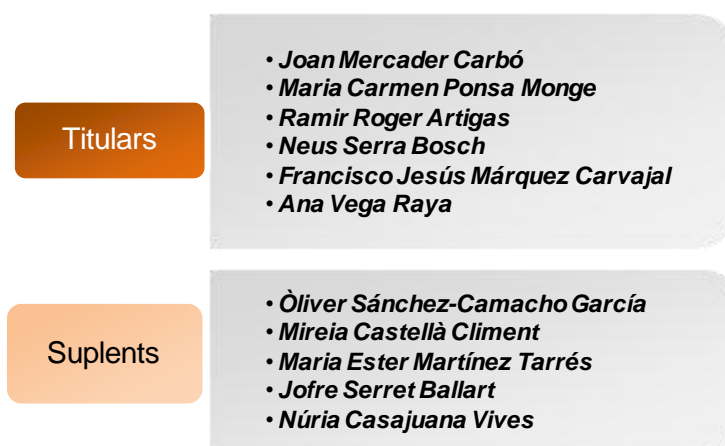 Titulars
• Joan Mercader Carbó
• Maria Carmen Ponsa Monge
• Ramir Roger Artigas
• Neus Serra Bosch
• Francisco Jesús Márquez Carvajal
• Ana Vega Raya
Suplents
• Òliver Sánchez-Camacho García
• Mireia Castellà Climent
• Maria Ester Martínez Tarrés
• Jofre Serret Ballart
• Núria Casajuana Vives